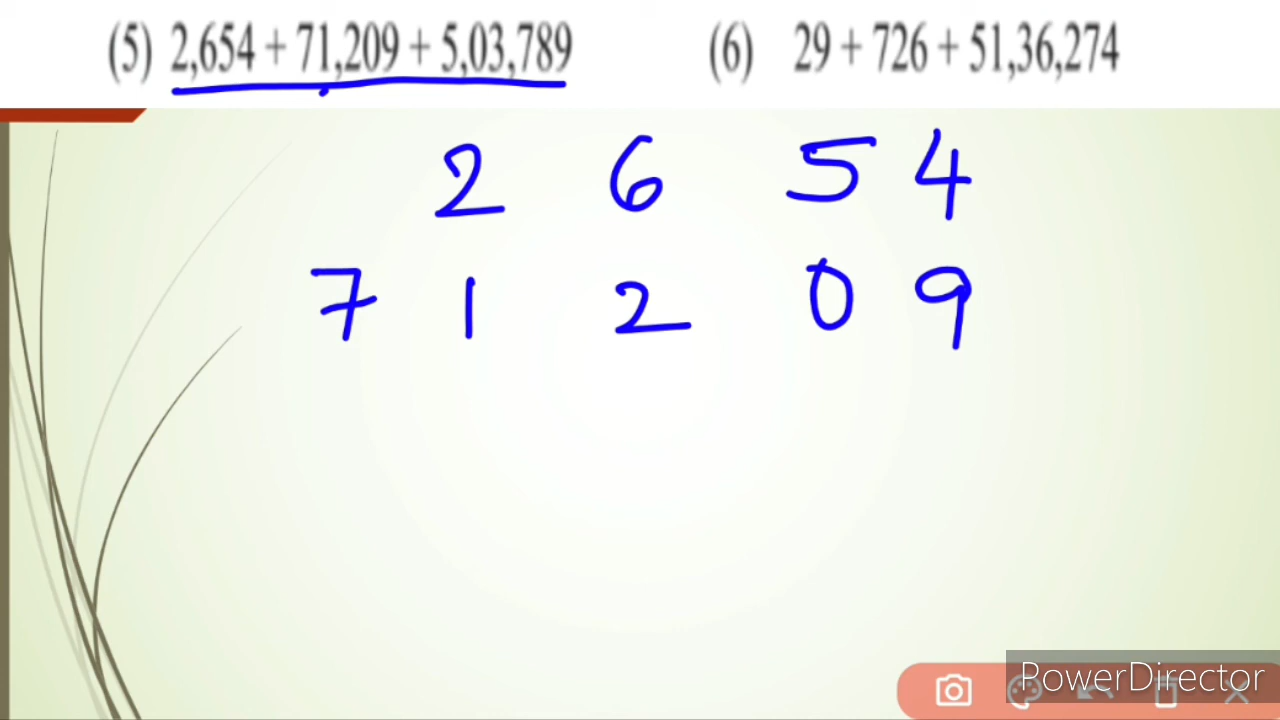 (5) 2,654 + 71,209 + 5,03,789 (6) 29 + 726 + 51,36,274
2 6 5 4
7 1 2 0 9
PowerDirector